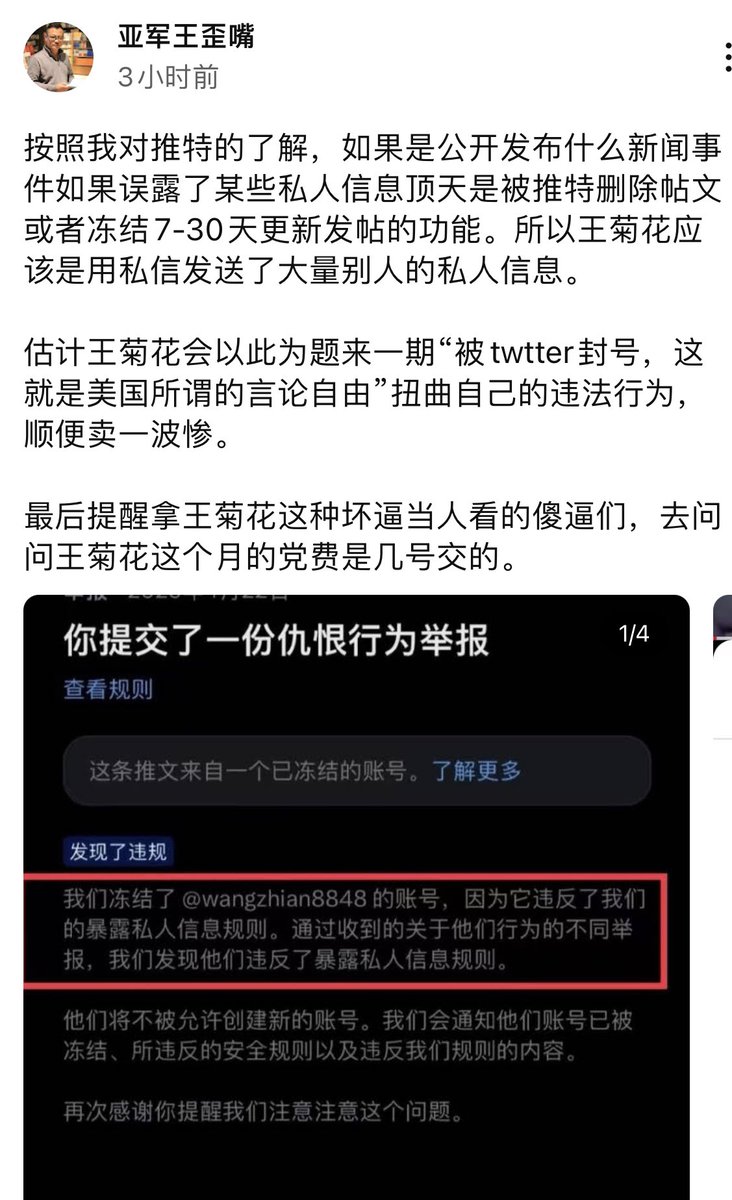 亚军王歪嘴
3小时前
按照我对推特的了解，如果是公开发布什么新闻事
件如果误露了某些私人信息顶天是被推特删除帖文
或者冻结7-30天更新发帖的功能。所以王菊花应
该是用私信发送了大量别人的私人信息。
估计王菊花会以此为题来一期“被twtter封号，这
就是美国所谓的言论自由”扭曲自己的违法行为，
顺便卖一波惨。
最后提醒拿王菊花这种坏逼当人看的傻逼们，去问
问王菊花这个月的党费是几号交的。
你提交了一份仇恨行为举报
1/4
查看规则
这条推文来自一个已冻结的账号。了解更多
发现了违规
我们冻结了 @wangzhian8848 的账号，因为它违反了我们
的暴露私人信息规则。通过收到的关于他们行为的不同举
报，我们发现他们违反了暴露私人信息规则。
他们将不被允许创建新的账号。我们会通知他们账号已被
冻结、所违反的安全规则以及违反我们规则的内容。
再次感谢你提醒我们注意注意这个问题。